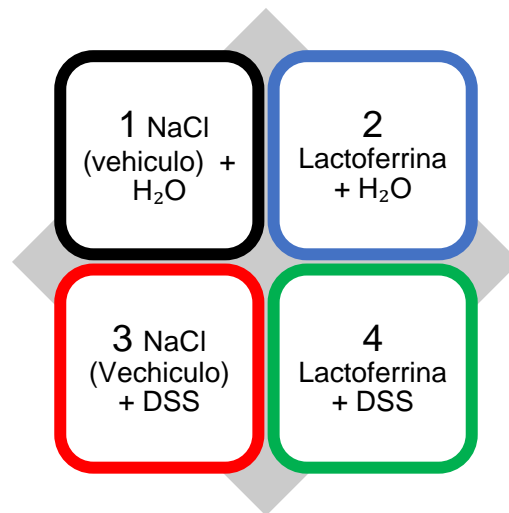 1 NaCl
(vehiculo) +
H₂O
2
Lactoferrina
+ H₂O
3 NaCl
(Vechiculo)
+ DSS
4
Lactoferrina
+ DSS